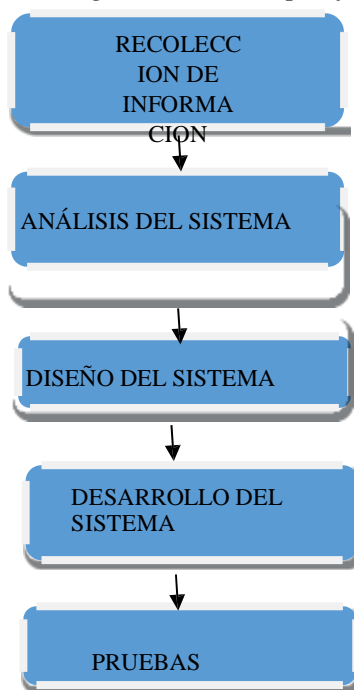 RECOLECC
ION DE
INFORMA
CION
ANÁLISIS DEL SISTEMA
DISEÑO DEL SISTEMA
DESARROLLO DEL
SISTEMA
PRUEBAS